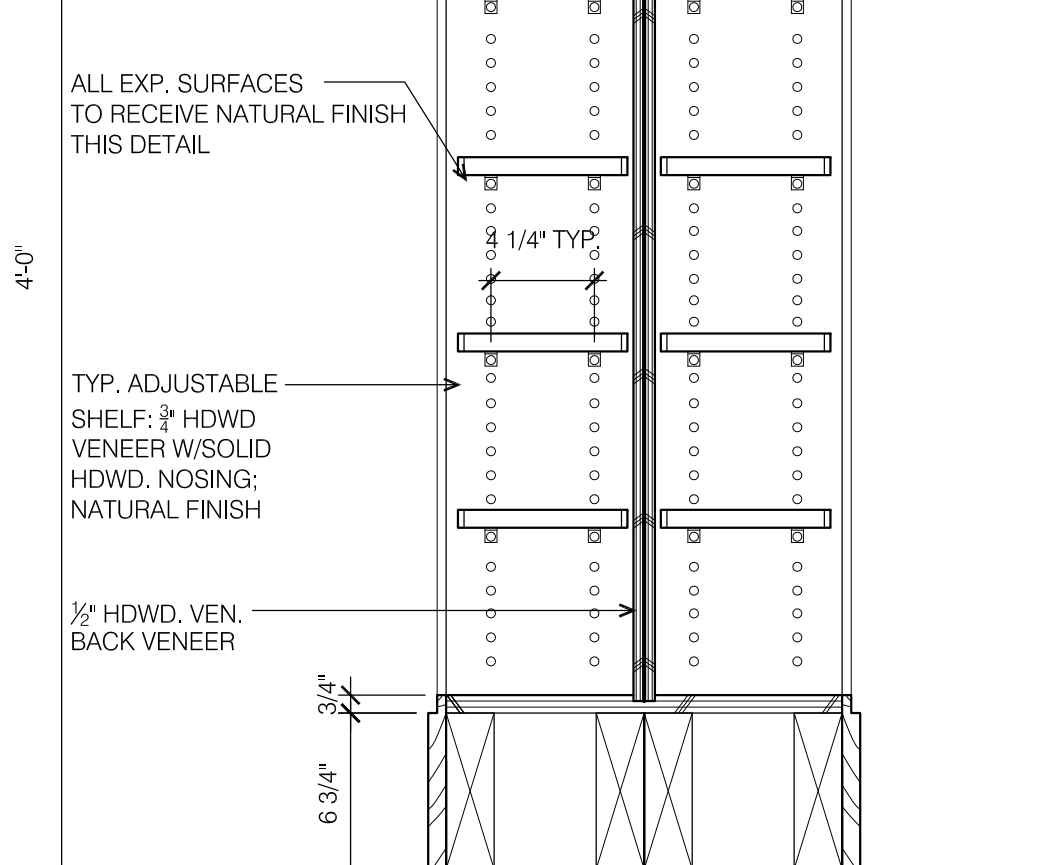 ALL EXP. SURFACES
TO RECEIVE NATURAL FINISH
THIS DETAIL
4'-0"
4 1/4" TYP.
TYP. ADJUSTABLE
SHELF: 3/4" HDWD
VENEER W/SOLID
HDWD. NOSING;
NATURAL FINISH
1/2" HDWD. VEN.
BACK VENEER
3/4"
6 3/4"